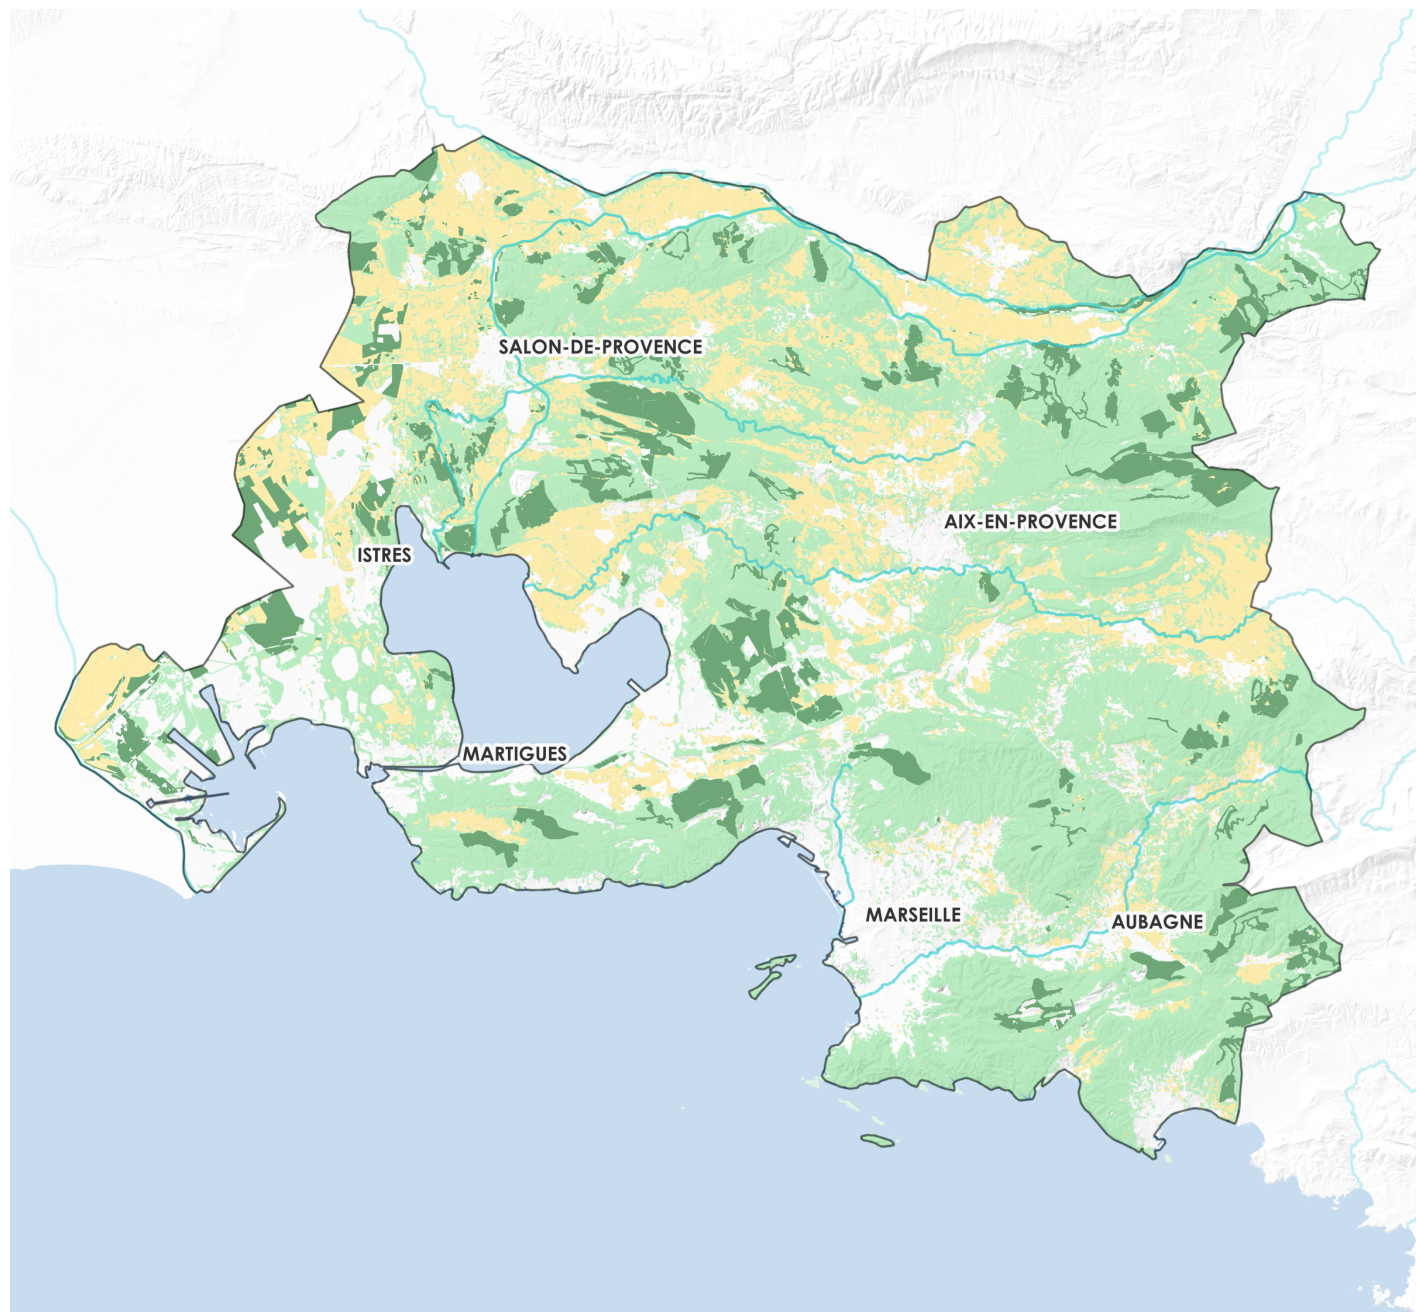 SALON-DE-PROVENCE
AIX-EN-PROVENCE
ISTRES
MARTIGUES
MARSEILLE
AUBAGNE